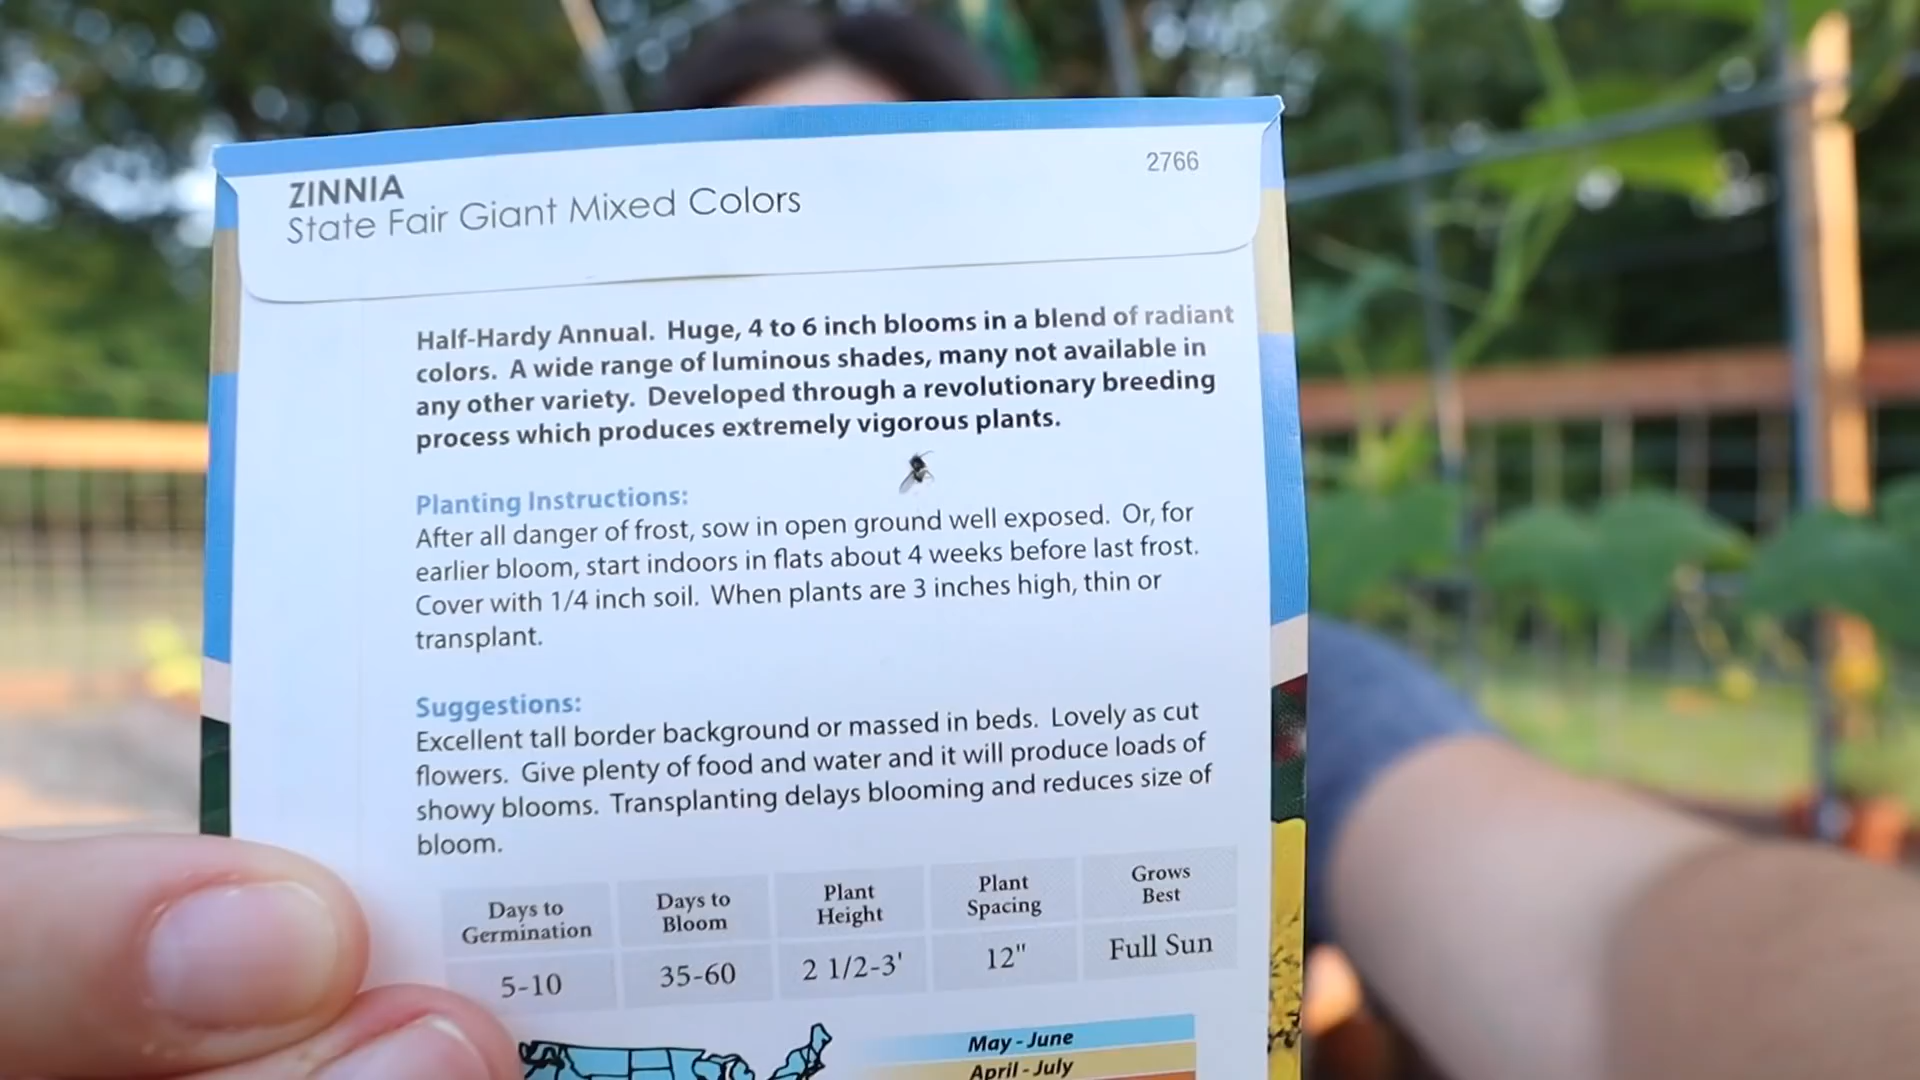 ZINNIA
2766
State Fair Giant Mixed Colors
Half-Hardy Annual. Huge, 4 to 6 inch blooms in a blend of radiant
colors. A wide range of luminous shades, many not available in
any other variety. Developed through a revolutionary breeding
process which produces extremely vigorous plants.
Planting Instructions:
After all danger of frost, sow in open ground well exposed. Or, for
earlier bloom, start indoors in flats about 4 weeks before last frost.
Cover with 1/4 inch soil. When plants are 3 inches high, thin or
transplant.
Suggestions:
Excellent tall border background or massed in beds. Lovely as cut
flowers. Give plenty of food and water and it will produce loads of
showy blooms. Transplanting delays blooming and reduces size of
bloom.
Days to Germination
Days to Bloom
Plant Height
Plant Spacing
Grows Best
5-10
35-60
2 1/2-3'
12"
Full Sun
May - June
April - July